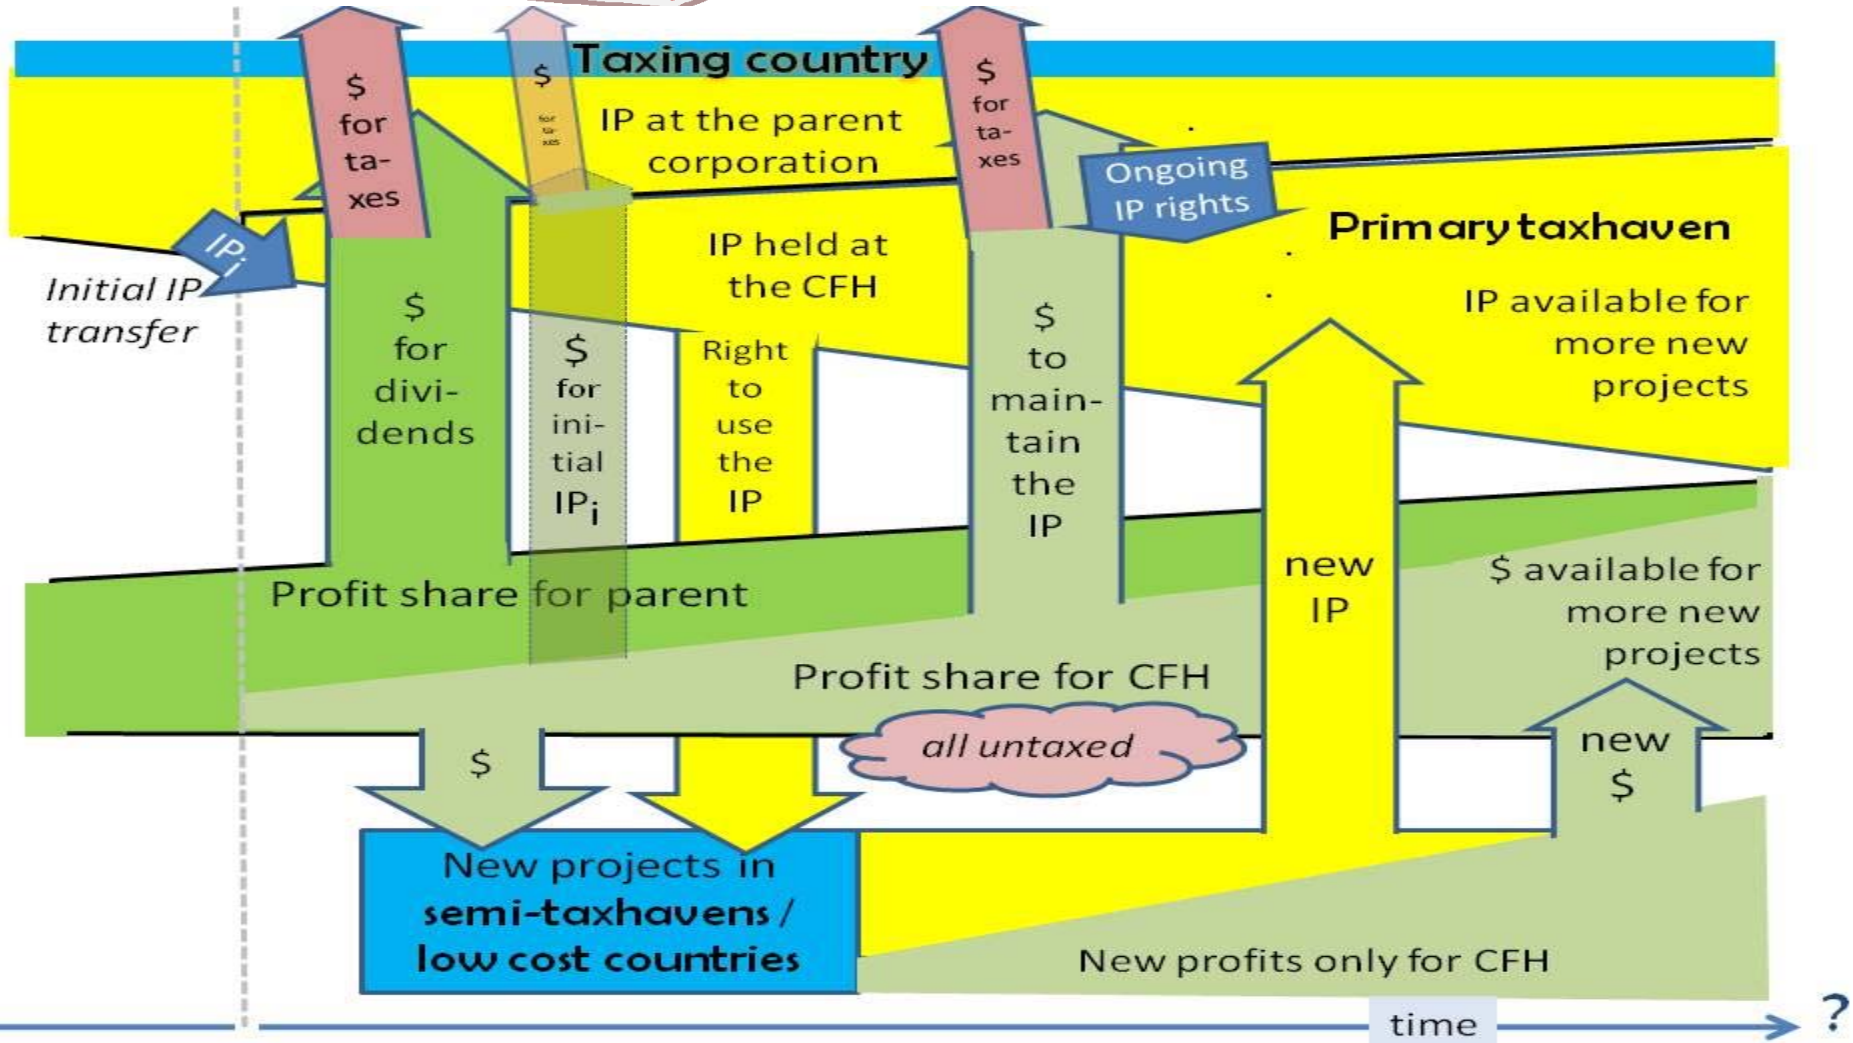 Taxing country
$
for
ta-
xes
$
for
ta-
xes
$
for
ta-
xes
IP at the parent
corporation
Ongoing
IP rights
IPi
Initial IP
transfer
IP held at
the CFH
Primary taxhaven
IP available for
more new
projects
$
for
divi-
dends
$
for
ini-
tial
IPi
Right
to
use
the
IP
$
to
main-
tain
the
IP
new
IP
Profit share for parent
$ available for
more new
projects
Profit share for CFH
all untaxed
$
new
$
New projects in
semi-taxhavens /
low cost countries
New profits only for CFH
time
?